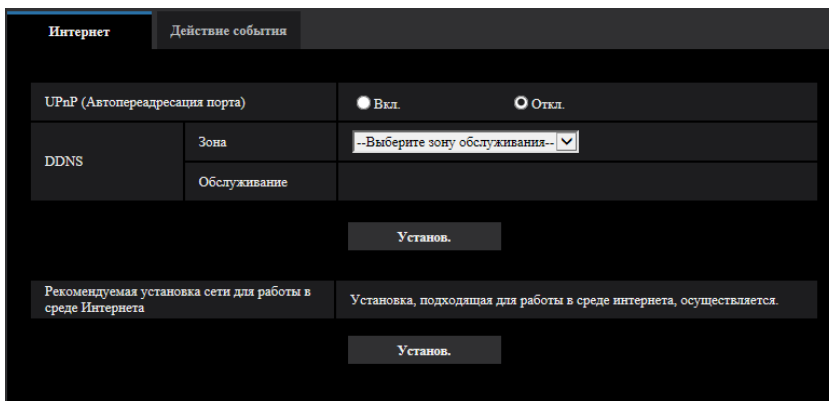 Интернет
Действие события
UPnP (Автопереадресация порта)
Вкл.
Откл.
DDNS
Зона
--Выберите зону обслуживания--
Обслуживание
Установ.
Рекомендуемая установка сети для работы в
среде Интернета
Установка, подходящая для работы в среде интернета, осуществляется.
Установ.